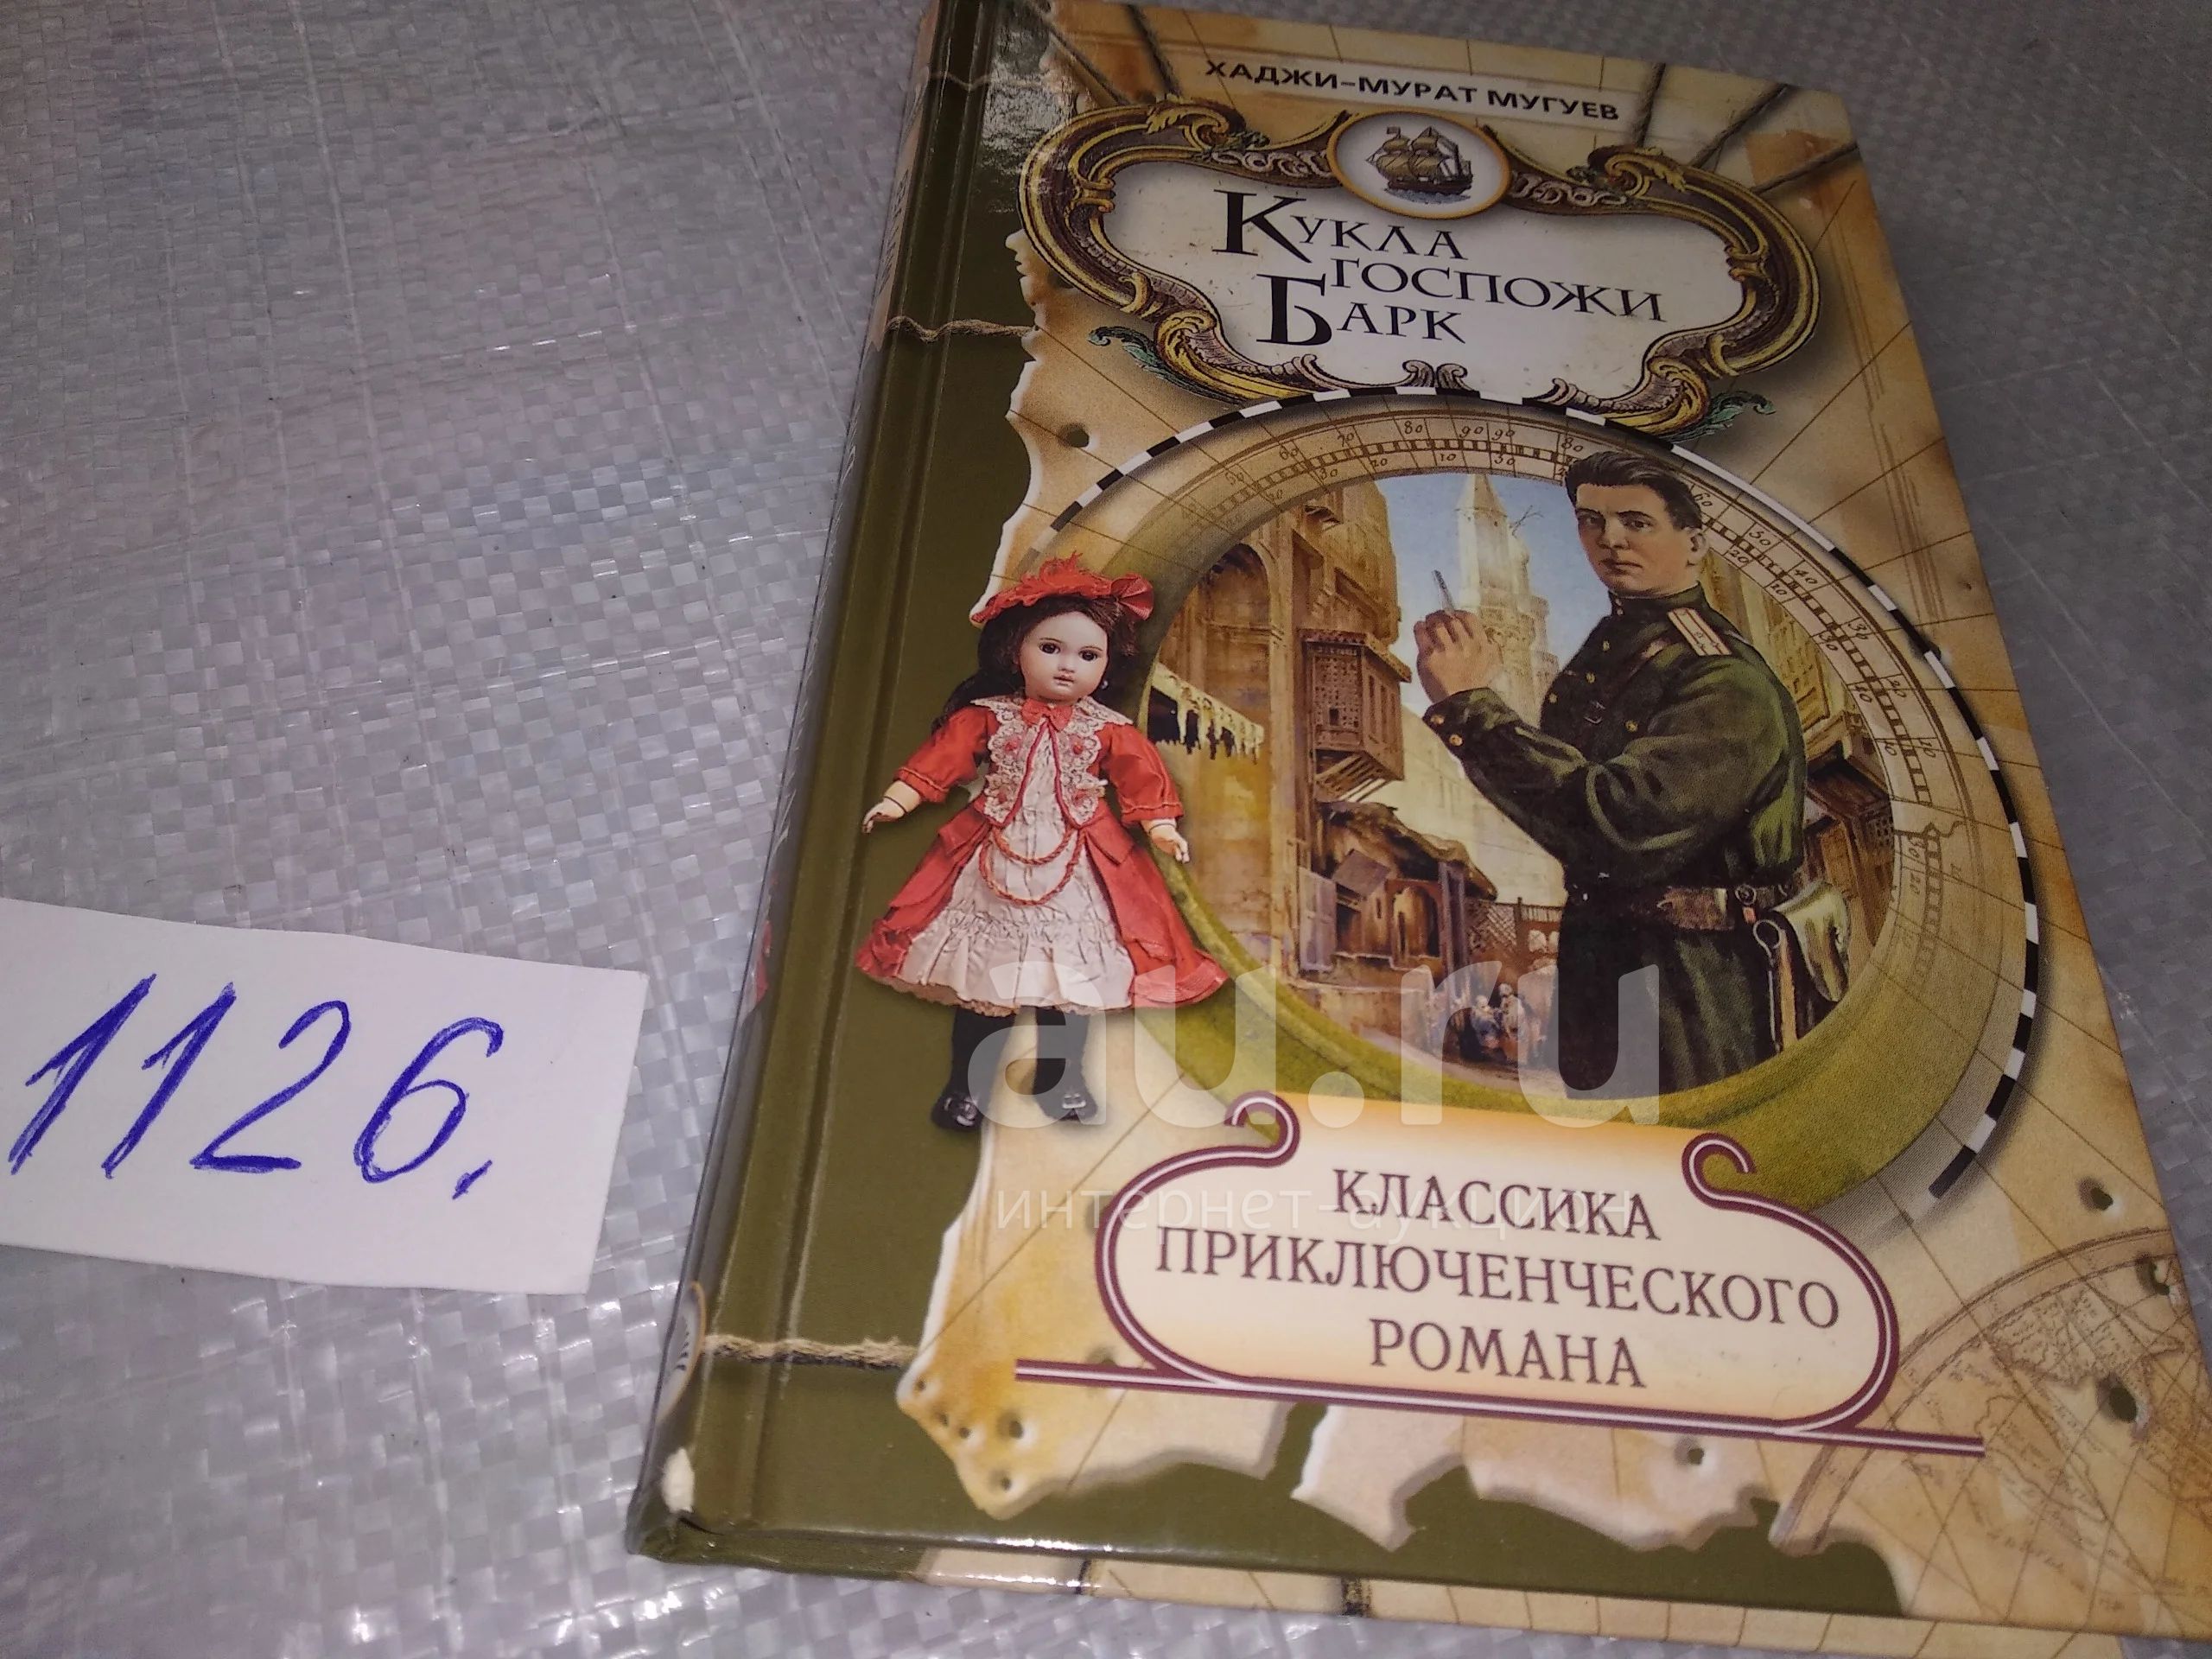 ХАДЖИ-МУРАТ МУГУЕВ
КУКЛА
ГОСПОЖИ
БАРК
1126.
au.ru
интернет-аукцион
КЛАССИКА
ПРИКЛЮЧЕНЧЕСКОГО
РОМАНА